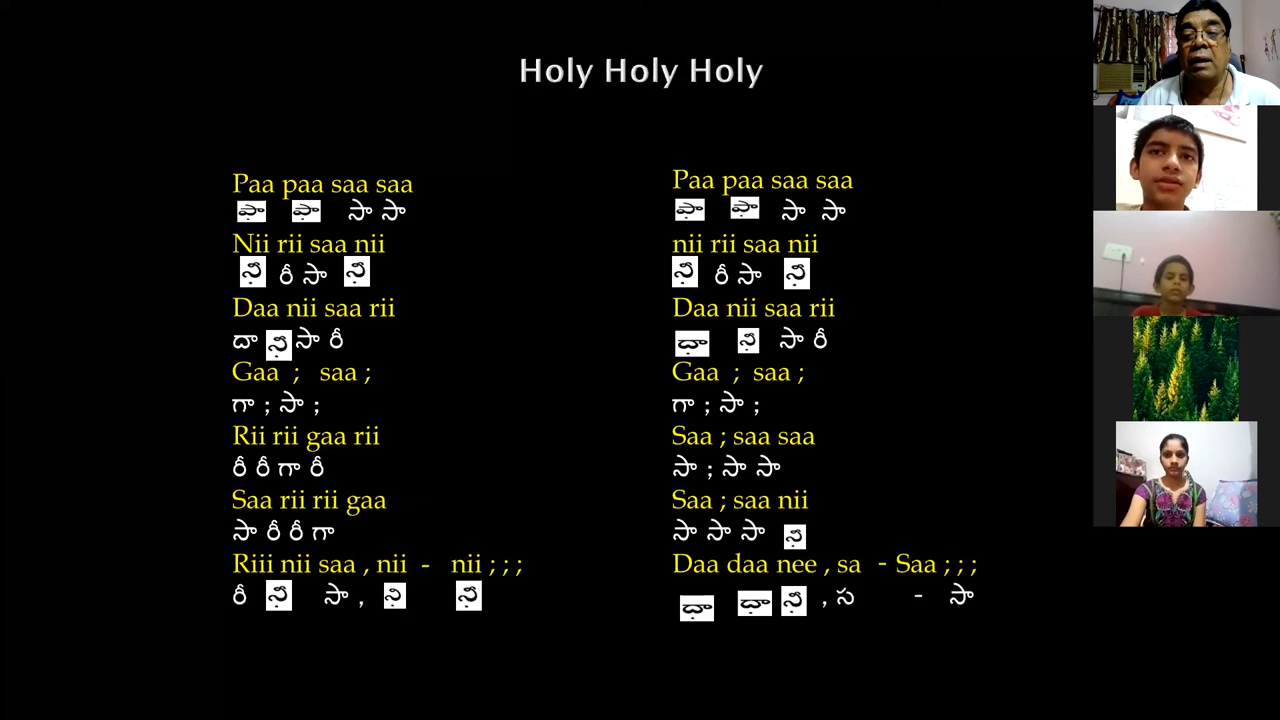 Holy Holy Holy
Paa paa saa saa
పా పా సా సా
Nii rii saa nii
నీ రీ సా నీ
Daa nii saa rii
దా నీ సా రీ
Gaa ; saa ;
గా ; సా ;
Rii rii gaa rii
రీ రీ గా రీ
Saa rii rii gaa
సా రీ రీ గా
Riii nii saa , nii - nii ; ; ;
రీ నీ సా , ని నీ
Paa paa saa saa
పా పా సా సా
nii rii saa nii
నీ రీ సా నీ
Daa nii saa rii
ధా నీ సా రీ
Gaa ; saa ;
గా ; సా ;
Saa ; saa saa
సా ; సా సా
Saa ; saa nii
సా సా సా నీ
Daa daa nee , sa - Saa ; ; ;
ధా ధా నీ , స - సా